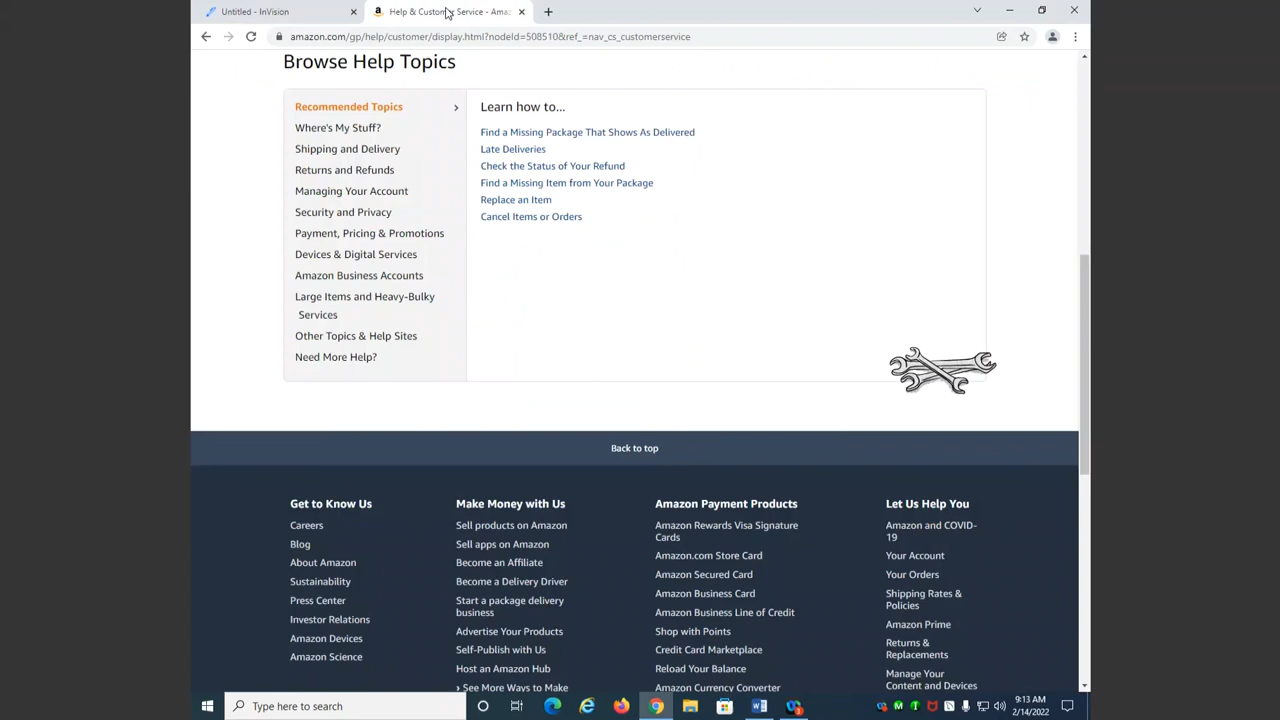 Untitled - InVision
Help & Customer Service - Ama
amazon.com/gp/help/customer/display.html?nodeId=508510&ref_=nav_cs_customerservice
Browse Help Topics
Recommended Topics
Where's My Stuff?
Shipping and Delivery
Returns and Refunds
Managing Your Account
Security and Privacy
Payment, Pricing & Promotions
Devices & Digital Services
Amazon Business Accounts
Large Items and Heavy-Bulky
Services
Other Topics & Help Sites
Need More Help?
Learn how to...
Find a Missing Package That Shows As Delivered
Late Deliveries
Check the Status of Your Refund
Find a Missing Item from Your Package
Replace an Item
Cancel Items or Orders
Back to top
Get to Know Us
Careers
Blog
About Amazon
Sustainability
Press Center
Investor Relations
Amazon Devices
Amazon Science
Make Money with Us
Sell products on Amazon
Sell apps on Amazon
Become an Affiliate
Become a Delivery Driver
Start a package delivery
business
Advertise Your Products
Self-Publish with Us
Host an Amazon Hub
› See More Ways to Make
Amazon Payment Products
Amazon Rewards Visa Signature
Cards
Amazon.com Store Card
Amazon Secured Card
Amazon Business Card
Amazon Business Line of Credit
Shop with Points
Credit Card Marketplace
Reload Your Balance
Amazon Currency Converter
Let Us Help You
Amazon and COVID-
19
Your Account
Your Orders
Shipping Rates &
Policies
Amazon Prime
Returns &
Replacements
Manage Your
Content and Devices
Type here to search
9:13 AM
2/14/2022